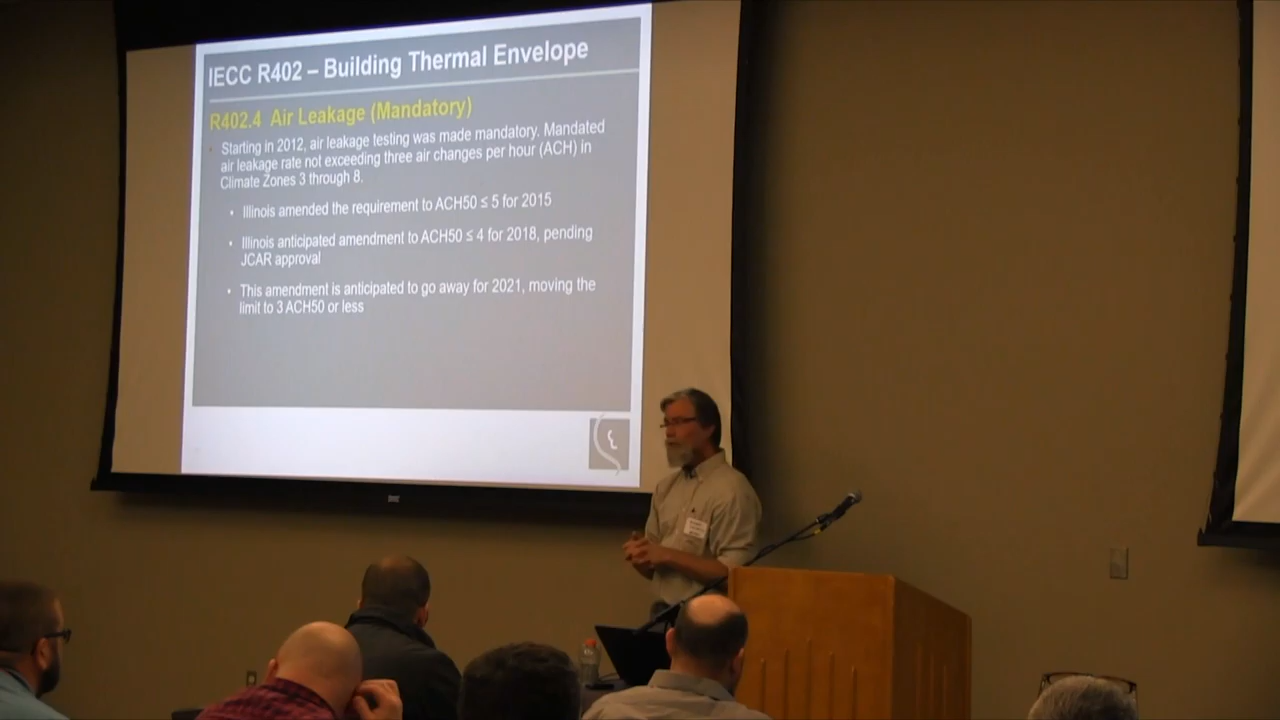 IECC R402 – Building Thermal Envelope
R402.4 Air Leakage (Mandatory)
Starting in 2012, air leakage testing was made mandatory. Mandated
air leakage rate not exceeding three air changes per hour (ACH) in
Climate Zones 3 through 8.
• Illinois amended the requirement to ACH50 ≤ 5 for 2015
• Illinois anticipated amendment to ACH50 ≤ 4 for 2018, pending
JCAR approval
• This amendment is anticipated to go away for 2021, moving the
limit to 3 ACH50 or less